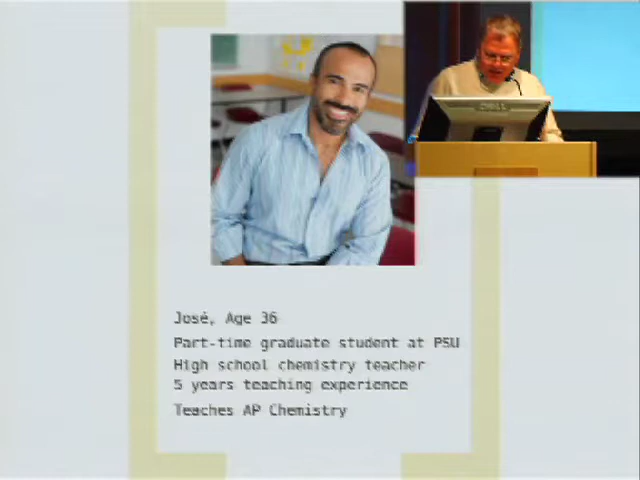 DELL
José, Age 36
Part-time graduate student at PSU
High school chemistry teacher
5 years teaching experience
Teaches AP Chemistry